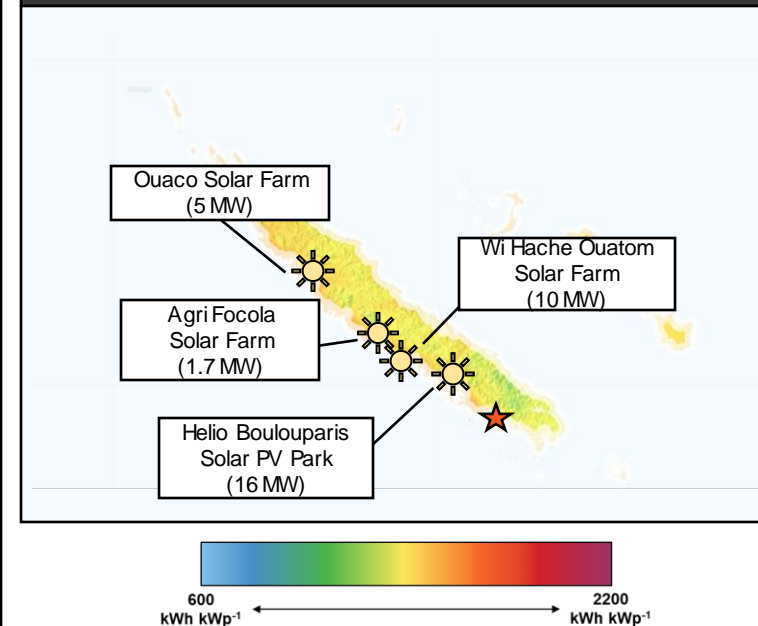 Ouaco Solar Farm
(5 MW)
Wi Hache Ouatom
Solar Farm
(10 MW)
Agri Focola
Solar Farm
(1.7 MW)
Helio Boulouparis
Solar PV Park
(16 MW)
600
kWh kWp⁻¹
2200
kWh kWp⁻¹